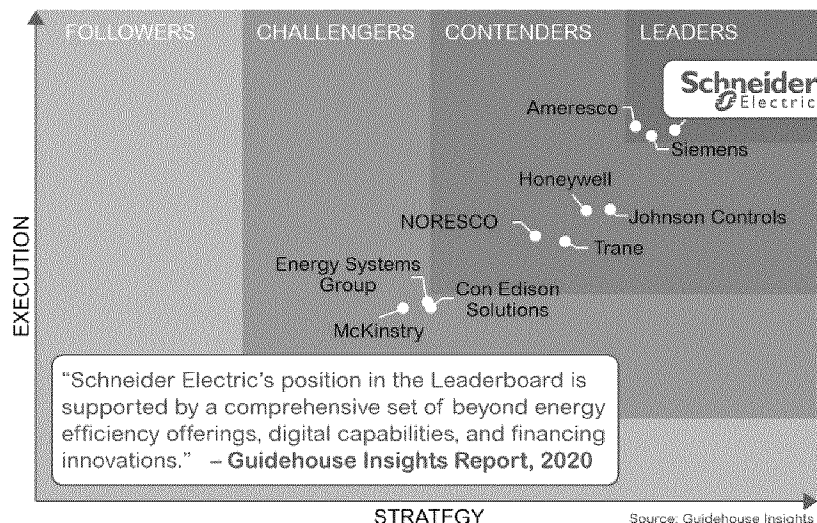 FOLLOWERS
CHALLENGERS
CONTENDERS
LEADERS
Schneider
Electric
Ameresco
Siemens
Honeywell
Johnson Controls
NORESCO
Trane
Energy Systems
Group
Con Edison
Solutions
McKinstry
EXECUTION
“Schneider Electric’s position in the Leaderboard is
supported by a comprehensive set of beyond energy
efficiency offerings, digital capabilities, and financing
innovations.” – Guidehouse Insights Report, 2020
STRATEGY
Source: Guidehouse Insights